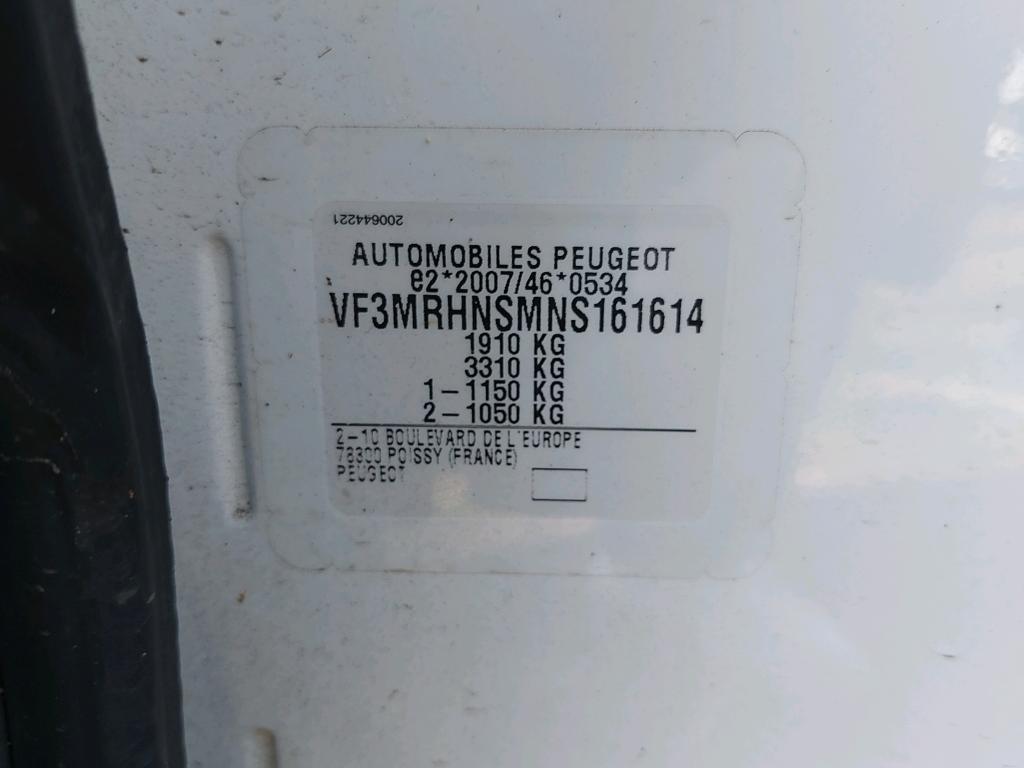 200644221
AUTOMOBILES PEUGEOT
e2*2007/46*0534
VF3MRHNSMNS161614
1910 KG
3310 KG
1-1150 KG
2-1050 KG
2-10 BOULEVARD DE L'EUROPE
78300 POISSY (FRANCE)
PEUGEOT